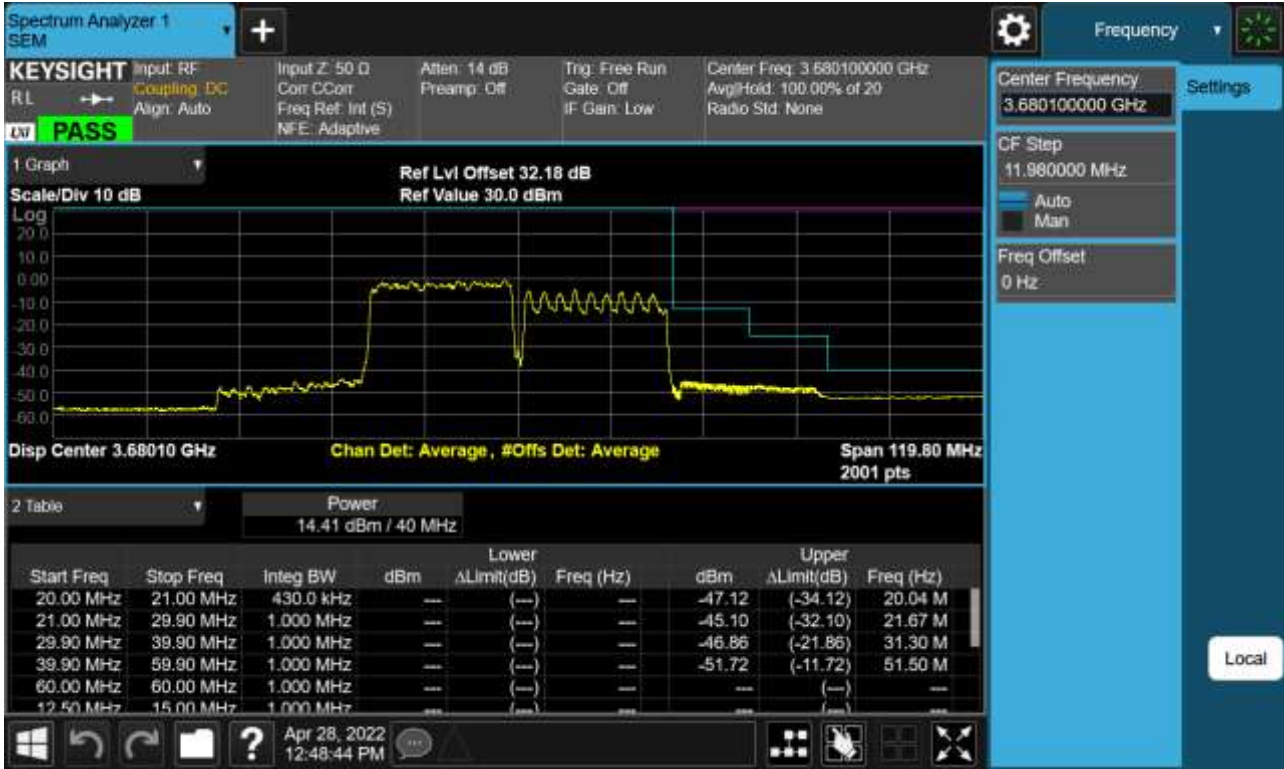 Spectrum Analyzer 1
SEM
Frequency
KEYSIGHT
RL
LXI
PASS
Input: RF
Coupling: DC
Align: Auto
Input Z: 50 Ω
Corr CCorr
Freq Ref: Int (S)
NFE: Adaptive
Atten: 14 dB
Preamp: Off
Trig: Free Run
Gate: Off
IF Gain: Low
Center Freq: 3.680100000 GHz
Avg|Hold: 100.00% of 20
Radio Std: None
Center Frequency
3.680100000 GHz
Settings
CF Step
11.980000 MHz
Auto
Man
Freq Offset
0 Hz
Local
1 Graph
Scale/Div 10 dB
Ref Lvl Offset 32.18 dB
Ref Value 30.0 dBm
Log
20.0
10.0
0.00
-10.0
-20.0
-30.0
-40.0
-50.0
-60.0
Disp Center 3.68010 GHz
Chan Det: Average, #Offs Det: Average
Span 119.80 MHz
2001 pts
2 Table
Power
14.41 dBm / 40 MHz
Lower Upper
Start Freq Stop Freq Integ BW dBm ΔLimit(dB) Freq (Hz) dBm ΔLimit(dB) Freq (Hz)
20.00 MHz 21.00 MHz 430.0 kHz --- (---) --- -47.12 (-34.12) 20.04 M
21.00 MHz 29.90 MHz 1.000 MHz --- (---) --- -45.10 (-32.10) 21.67 M
29.90 MHz 39.90 MHz 1.000 MHz --- (---) --- -46.86 (-21.86) 31.30 M
39.90 MHz 59.90 MHz 1.000 MHz --- (---) --- -51.72 (-11.72) 51.50 M
60.00 MHz 60.00 MHz 1.000 MHz --- (---) --- --- (---) ---
12.50 MHz 15.00 MHz 1.000 MHz --- (---) --- --- (---) ---
Apr 28, 2022
12:48:44 PM